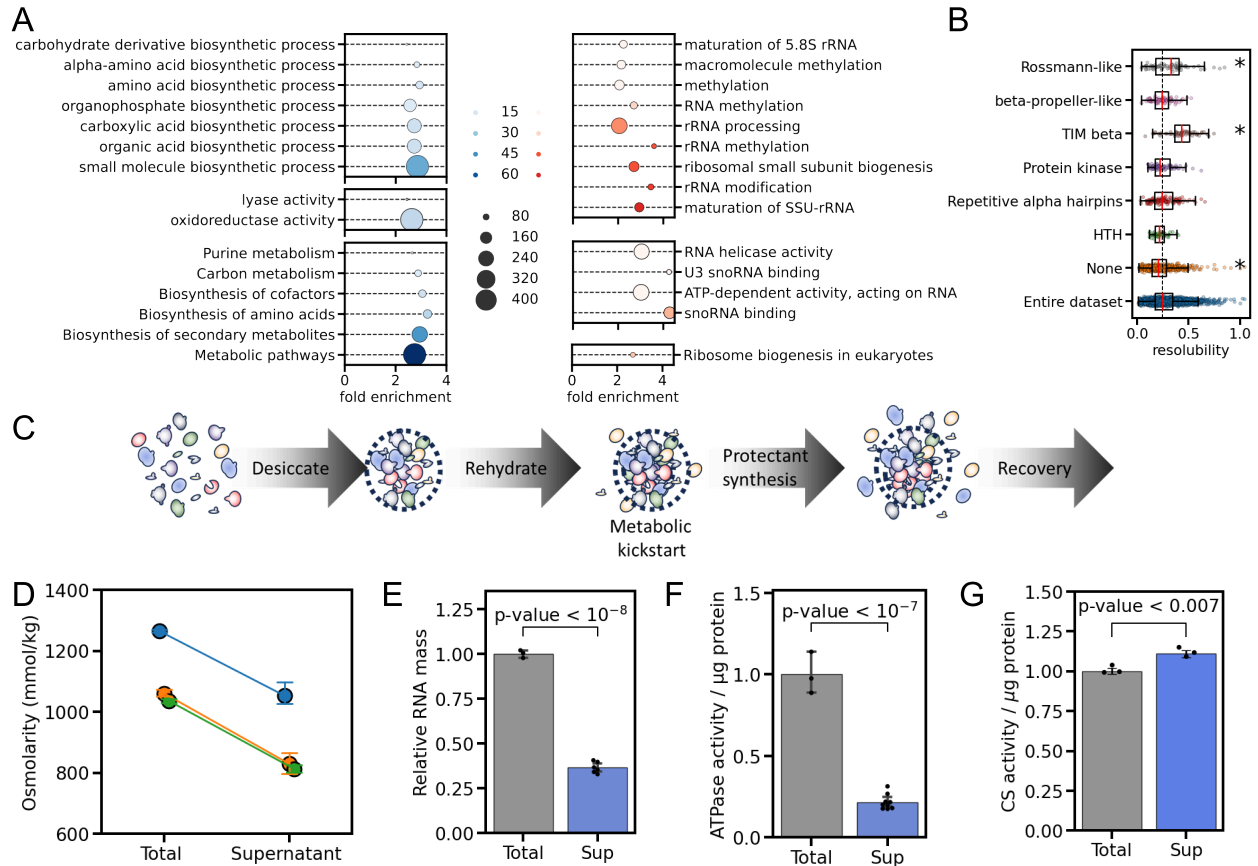 A
carbohydrate derivative biosynthetic process
alpha-amino acid biosynthetic process
amino acid biosynthetic process
organophosphate biosynthetic process
carboxylic acid biosynthetic process
organic acid biosynthetic process
small molecule biosynthetic process
lyase activity
oxidoreductase activity
Purine metabolism
Carbon metabolism
Biosynthesis of cofactors
Biosynthesis of amino acids
Biosynthesis of secondary metabolites
Metabolic pathways
0 2 4
fold enrichment
15
30
45
60
80
160
240
320
400
maturation of 5.8S rRNA
macromolecule methylation
methylation
RNA methylation
rRNA processing
rRNA methylation
ribosomal small subunit biogenesis
rRNA modification
maturation of SSU-rRNA
RNA helicase activity
U3 snoRNA binding
ATP-dependent activity, acting on RNA
snoRNA binding
Ribosome biogenesis in eukaryotes
0 2 4
fold enrichment
B
Rossmann-like
*
beta-propeller-like
TIM beta
*
Protein kinase
Repetitive alpha hairpins
HTH
None
*
Entire dataset
0.0 0.5 1.0
resolubility
C
Desiccate
Rehydrate
Metabolic
kickstart
Protectant
synthesis
Recovery
D
Osmolarity (mmol/kg)
1400
1200
1000
800
600
Total Supernatant
E
Relative RNA mass
p-value < 10⁻⁸
1.25
1.00
0.75
0.50
0.25
0.00
Total Sup
F
ATPase activity / µg protein
p-value < 10⁻⁷
1.5
1.0
0.5
0.0
Total Sup
G
CS activity / µg protein
p-value < 0.007
1.50
1.25
1.00
0.75
0.50
0.25
0.00
Total Sup